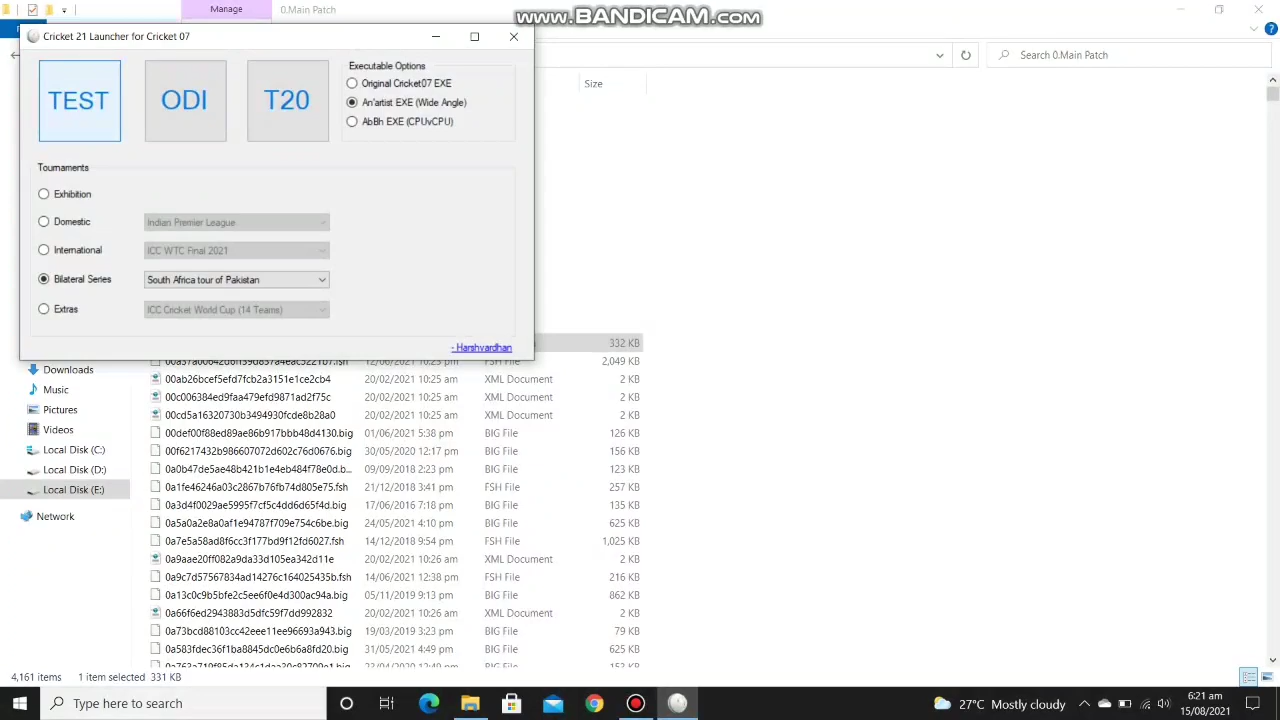 Manage
0.Main Patch
www.BANDICAM.com
Cricket 21 Launcher for Cricket 07
TEST
ODI
T20
Executable Options
Original Cricket07 EXE
An'artist EXE (Wide Angle)
AbBh EXE (CPUvCPU)
Search 0.Main Patch
Size
Tournaments
Exhibition
Domestic
Indian Premier League
International
ICC WTC Final 2021
Bilateral Series
South Africa tour of Pakistan
Extras
ICC Cricket World Cup (14 Teams)
- Harshvardhan
332 KB
2,049 KB
Downloads
Music
Pictures
Videos
Local Disk (C:)
Local Disk (D:)
Local Disk (E:)
Network
00ab26bcef5efd7fcb2a3151e1ce2cb4 20/02/2021 10:25 am XML Document 2 KB
00c006384ed9faa479efd9871ad2f75c 20/02/2021 10:25 am XML Document 2 KB
00cd5a16320730b3494930fcde8b28a0 20/02/2021 10:25 am XML Document 2 KB
00def00f88ed89ae86b917bbb48d4130.big 01/06/2021 5:38 pm BIG File 126 KB
00f6217432b986607072d602c76d0676.big 30/05/2020 12:17 pm BIG File 156 KB
0a0b47de5ae48b421b1e4eb484f78e0d.b... 09/09/2018 2:23 pm BIG File 123 KB
0a1fe46246a03c2867b76fb74d805e75.fsh 21/12/2018 3:41 pm FSH File 257 KB
0a3d4f0029ae5995f7cf5c4dd6d65f4d.big 17/06/2016 7:18 pm BIG File 135 KB
0a5a0a2e8a0af1e94787f709e754c6be.big 24/05/2021 4:10 pm BIG File 625 KB
0a7e5a58ad8f6cc3f177bd9f12fd6027.fsh 14/12/2018 9:54 pm FSH File 1,025 KB
0a9aae20ff082a9da33d105ea342d11e 20/02/2021 10:26 am XML Document 2 KB
0a9c7d57567834ad14276c164025435b.fsh 14/06/2021 12:38 pm FSH File 216 KB
0a13c0c9b5bfe2c5ee6f0e4d300ac94a.big 05/11/2019 9:13 pm BIG File 862 KB
0a66f6ed2943883d5dfc59f7dd992832 20/02/2021 10:26 am XML Document 2 KB
0a73bcd88103cc42eee11ee96693a943.big 19/03/2019 3:23 pm BIG File 79 KB
0a583fdec36f1ba8845dc0e6b6a8fd20.big 31/05/2021 4:49 pm BIG File 625 KB
4,161 items 1 item selected 331 KB
Type here to search
27°C Mostly cloudy
6:21 am
15/08/2021